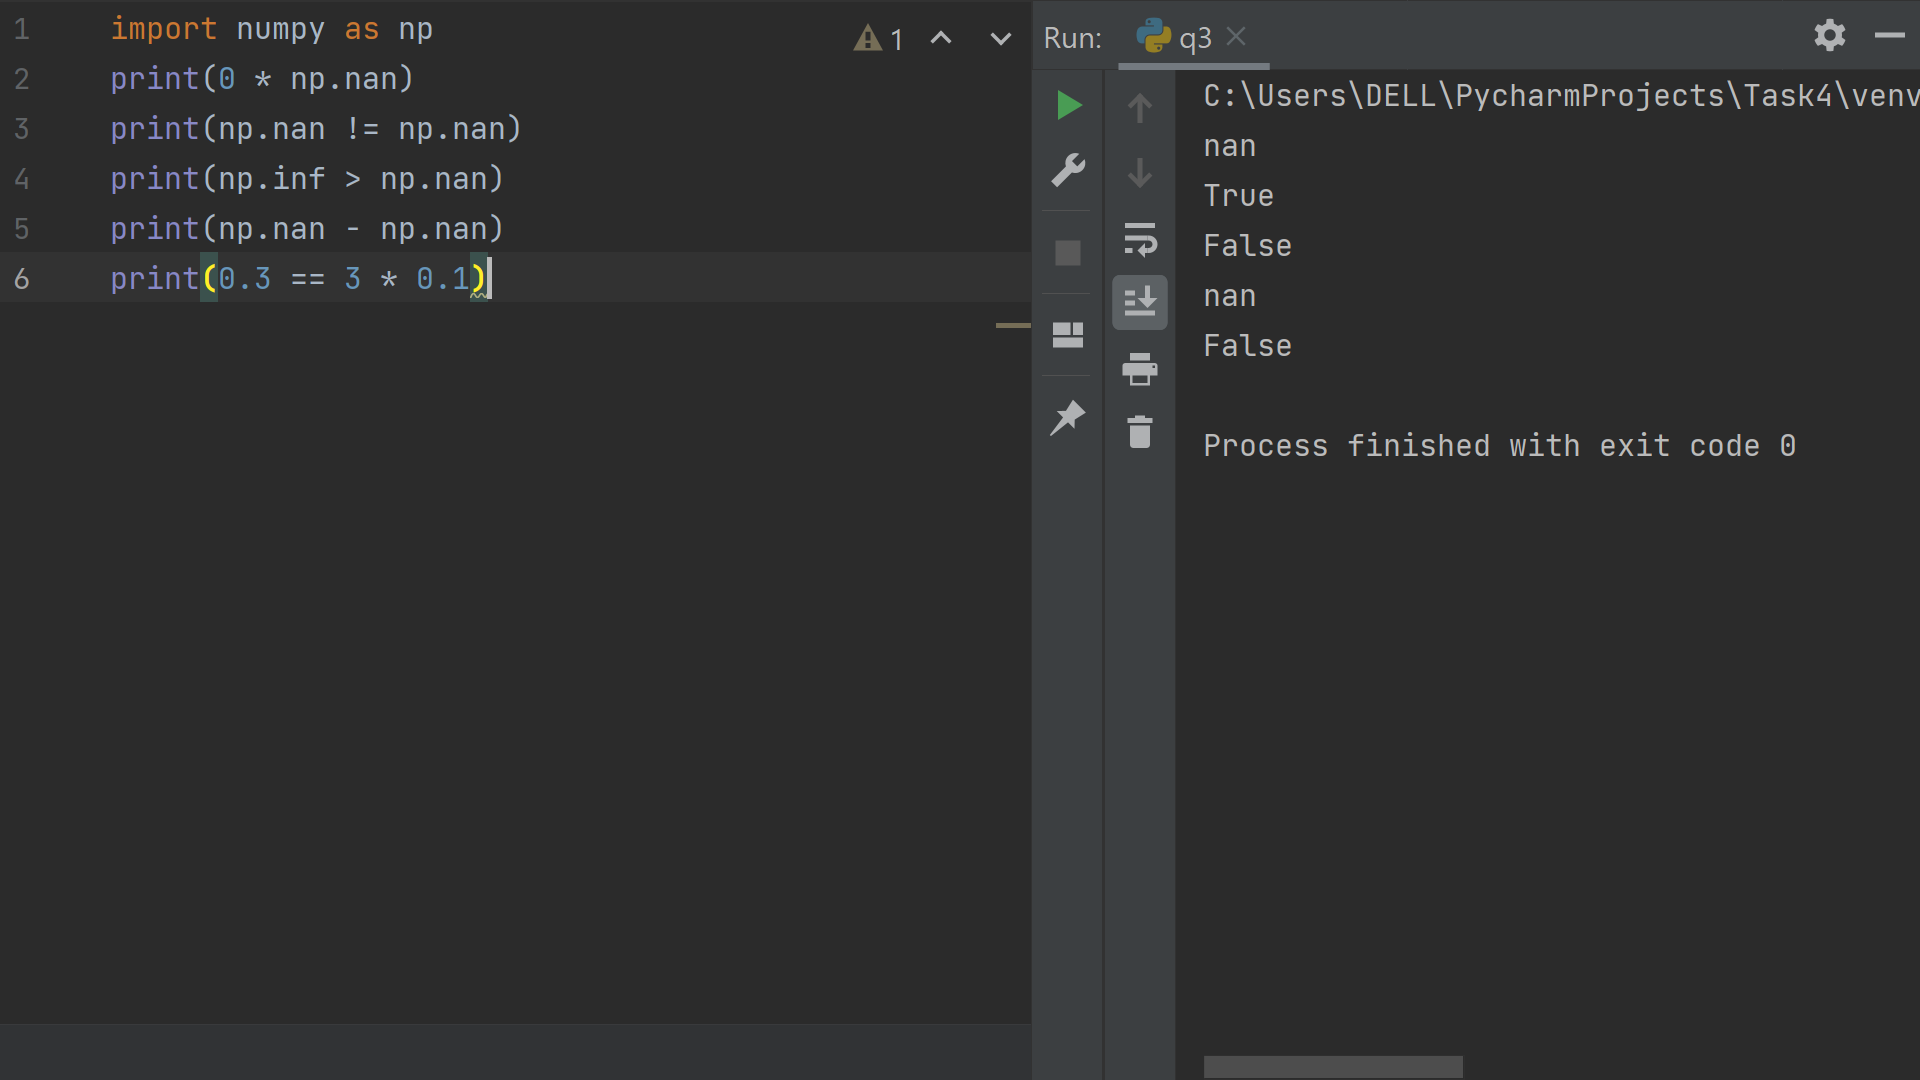 1 import numpy as np
2 print(0 * np.nan)
3 print(np.nan != np.nan)
4 print(np.inf > np.nan)
5 print(np.nan - np.nan)
6 print(0.3 == 3 * 0.1)
1
Run: q3
C:\Users\DELL\PycharmProjects\Task4\venv
nan
True
False
nan
False
Process finished with exit code 0